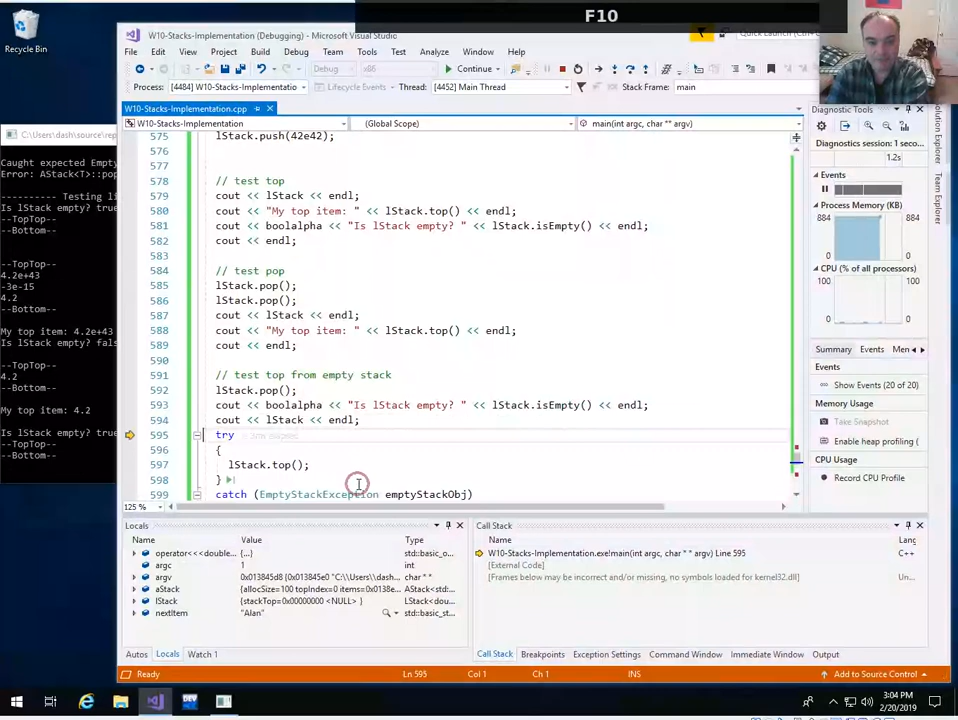 F10
Recycle Bin
W10-Stacks-Implementation (Debugging) - Microsoft Visual Studio
File Edit View Project Build Debug Team Tools Test Analyze Window Help
Debug x86 Continue
Process: [4484] W10-Stacks-Implementatio Lifecycle Events Thread: [4452] Main Thread Stack Frame: main
W10-Stacks-Implementation.cpp
W10-Stacks-Implementation (Global Scope) main(int argc, char ** argv)
575 lStack.push(42e42);
576
577
578 // test top
579 cout << lStack << endl;
580 cout << "My top item: " << lStack.top() << endl;
581 cout << boolalpha << "Is lStack empty? " << lStack.isEmpty() << endl;
582 cout << endl;
583
584 // test pop
585 lStack.pop();
586 lStack.pop();
587 cout << lStack << endl;
588 cout << "My top item: " << lStack.top() << endl;
589 cout << endl;
590
591 // test top from empty stack
592 lStack.pop();
593 cout << boolalpha << "Is lStack empty? " << lStack.isEmpty() << endl;
594 cout << lStack << endl;
595 try
596 {
597 lStack.top();
598 }
599 catch (EmptyStackException emptyStackObj)
125 %
C:\Users\dash\source\rep
Caught expected Empty
Error: AStack<T>::pop
---------- Testing li
Is lStack empty? true
--TopTop--
--Bottom--
--TopTop--
4.2e+43
-3e-15
4.2
--Bottom--
My top item: 4.2e+43
Is lStack empty? fals
--TopTop--
4.2
--Bottom--
My top item: 4.2
Is lStack empty? true
--TopTop--
--Bottom--
Diagnostic Tools
Diagnostics session: 1 seco...
1.2s
Events
Process Memory (KB)
884 884
0 0
CPU (% of all processors)
100 100
0 0
Summary Events Men
Events
Show Events (20 of 20)
Memory Usage
Take Snapshot
Enable heap profiling (
CPU Usage
Record CPU Profile
Solution Explorer
Team Explorer
Locals
Name Value Type
operator<<<double... {...} std::basic_o...
argc 1 int
argv 0x013845d8 {0x013845e0 "C:\\Users\\dash... char * *
aStack {allocSize=100 topIndex=0 items=0x0138e... AStack<std:...
lStack {stackTop=0x00000000 <NULL> } LStack<dou...
nextItem "Alan" std::basic_st...
Autos Locals Watch 1
Call Stack
Name Lang
W10-Stacks-Implementation.exe!main(int argc, char * * argv) Line 595 C++
[External Code]
[Frames below may be incorrect and/or missing, no symbols loaded for kernel32.dll] Un...
Call Stack Breakpoints Exception Settings Command Window Immediate Window Output
Ready Ln 595 Col 1 Ch 1 INS Add to Source Control
3:04 PM
2/20/2019